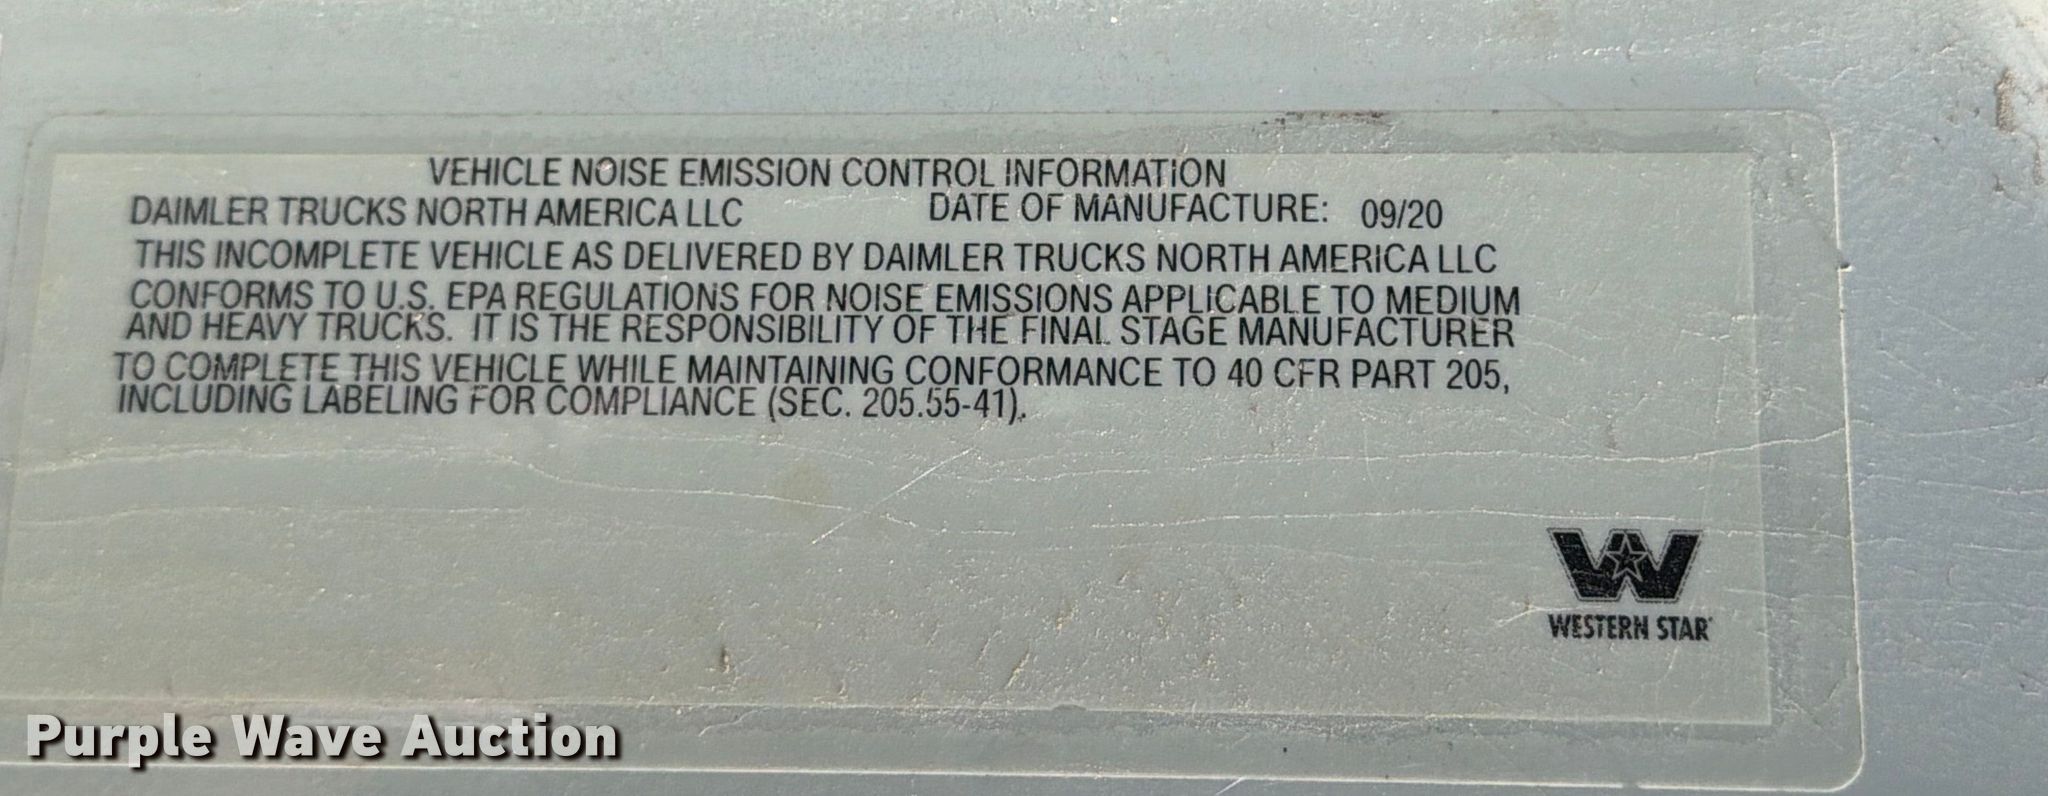 VEHICLE NOISE EMISSION CONTROL INFORMATION
DAIMLER TRUCKS NORTH AMERICA LLC DATE OF MANUFACTURE: 09/20
THIS INCOMPLETE VEHICLE AS DELIVERED BY DAIMLER TRUCKS NORTH AMERICA LLC
CONFORMS TO U.S. EPA REGULATIONS FOR NOISE EMISSIONS APPLICABLE TO MEDIUM
AND HEAVY TRUCKS. IT IS THE RESPONSIBILITY OF THE FINAL STAGE MANUFACTURER
TO COMPLETE THIS VEHICLE WHILE MAINTAINING CONFORMANCE TO 40 CFR PART 205,
INCLUDING LABELING FOR COMPLIANCE (SEC. 205.55-41).
WESTERN STAR
Purple Wave Auction